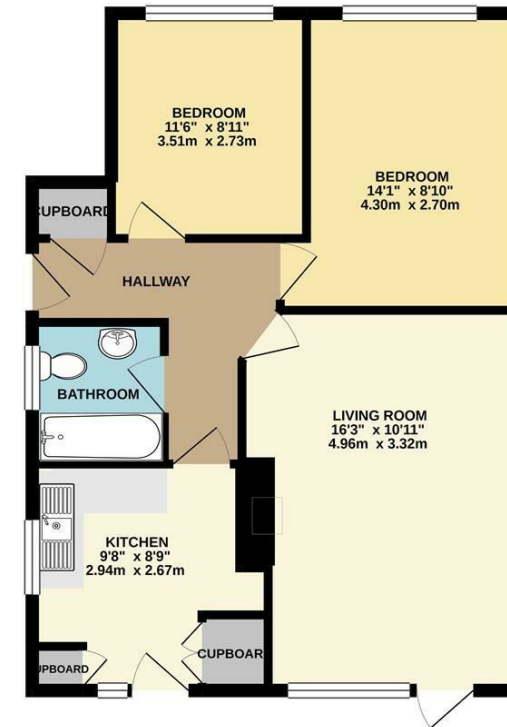 BEDROOM
11'6" x 8'11"
3.51m x 2.73m
BEDROOM
14'1" x 8'10"
4.30m x 2.70m
CUPBOARD
HALLWAY
BATHROOM
LIVING ROOM
16'3" x 10'11"
4.96m x 3.32m
KITCHEN
9'8" x 8'9"
2.94m x 2.67m
CUPBOARD
UPBOARD